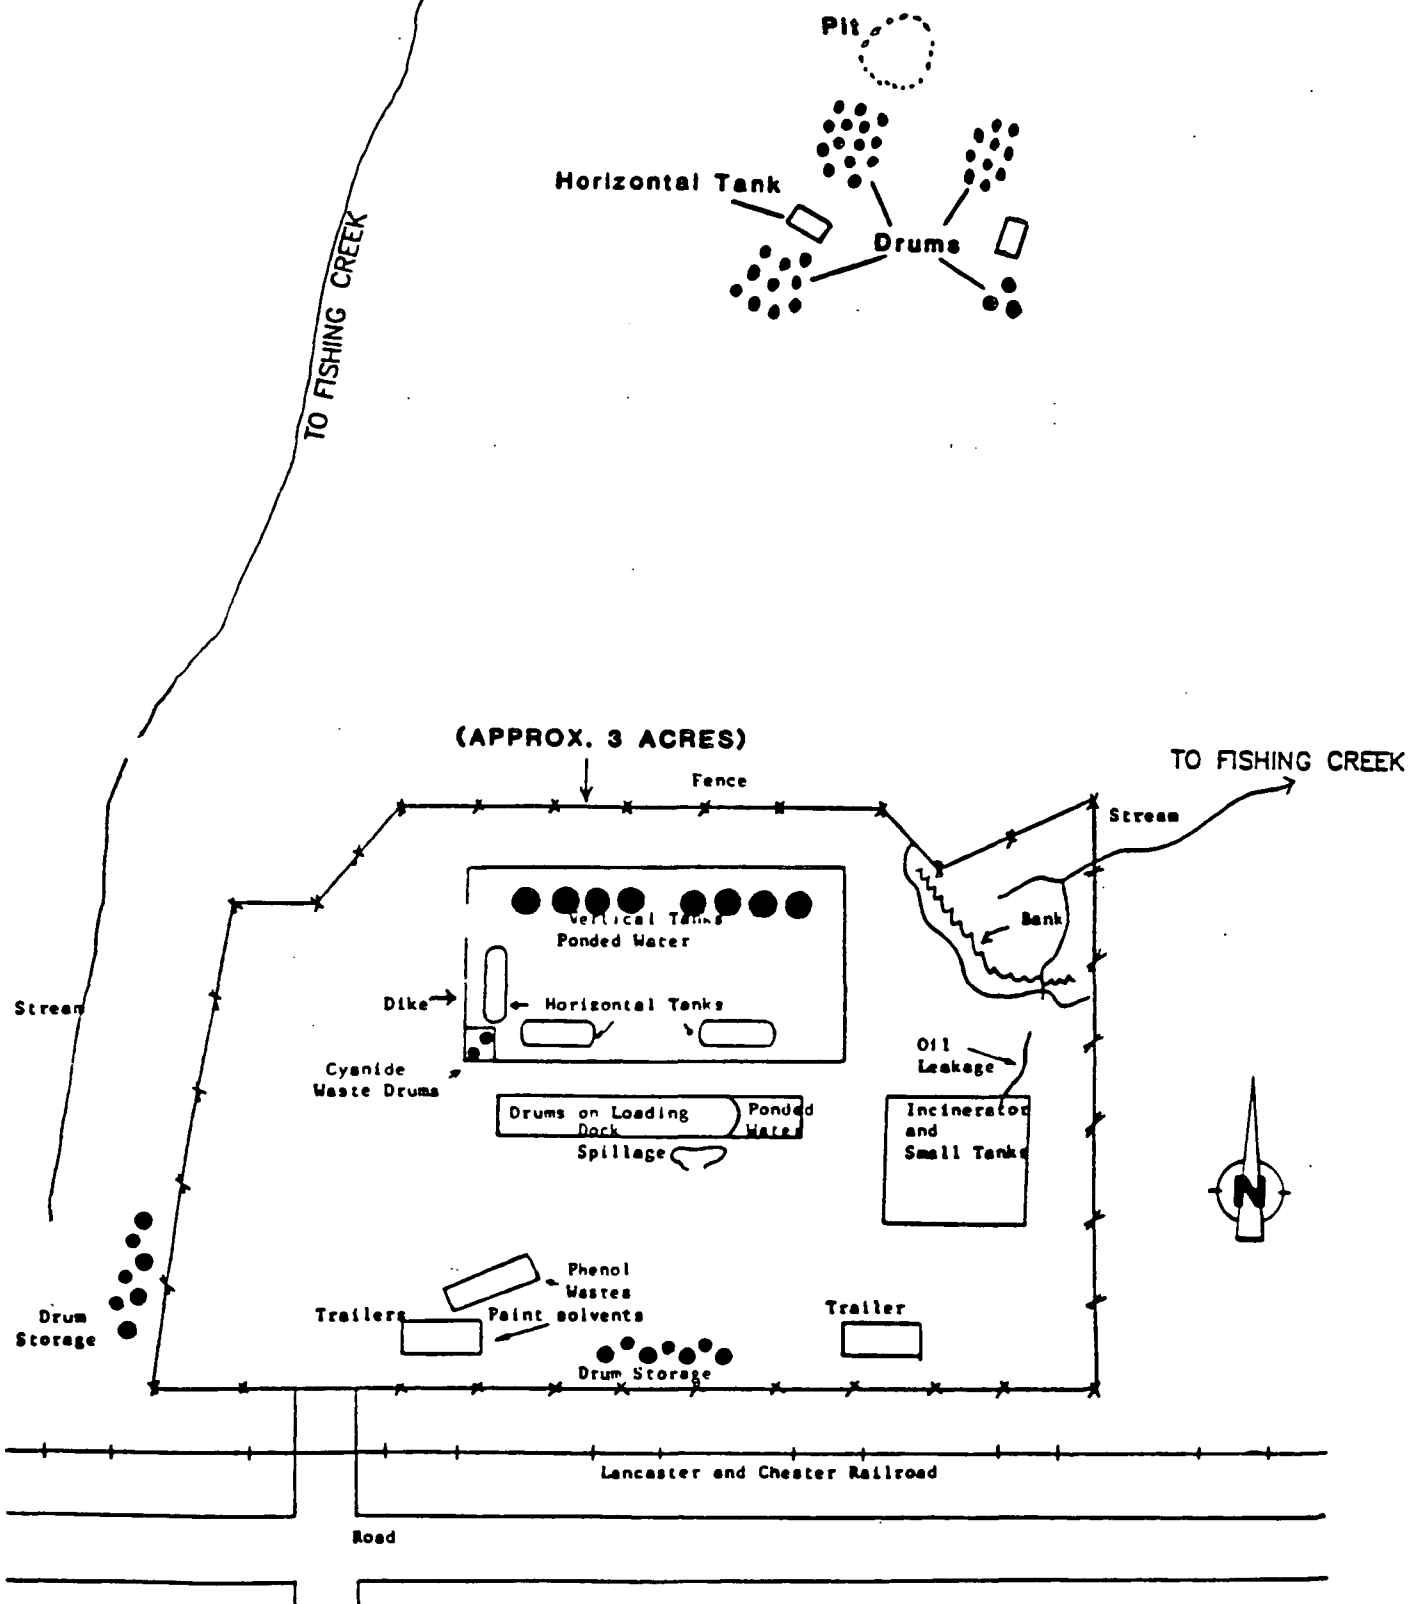 Pit
Horizontal Tank
Drums
TO FISHING CREEK
(APPROX. 3 ACRES)
Fence
TO FISHING CREEK
Stream
Vertical Tanks
Ponded Water
Bank
Stream
Dike
Horizontal Tanks
Oil
Leakage
Cyanide
Waste Drums
Drums on Loading
Dock
Ponded
Water
Incinerator
and
Small Tanks
Spillage
N
Phenol
Wastes
Drum
Storage
Trailers
Paint solvents
Trailer
Drum Storage
Lancaster and Chester Railroad
Road